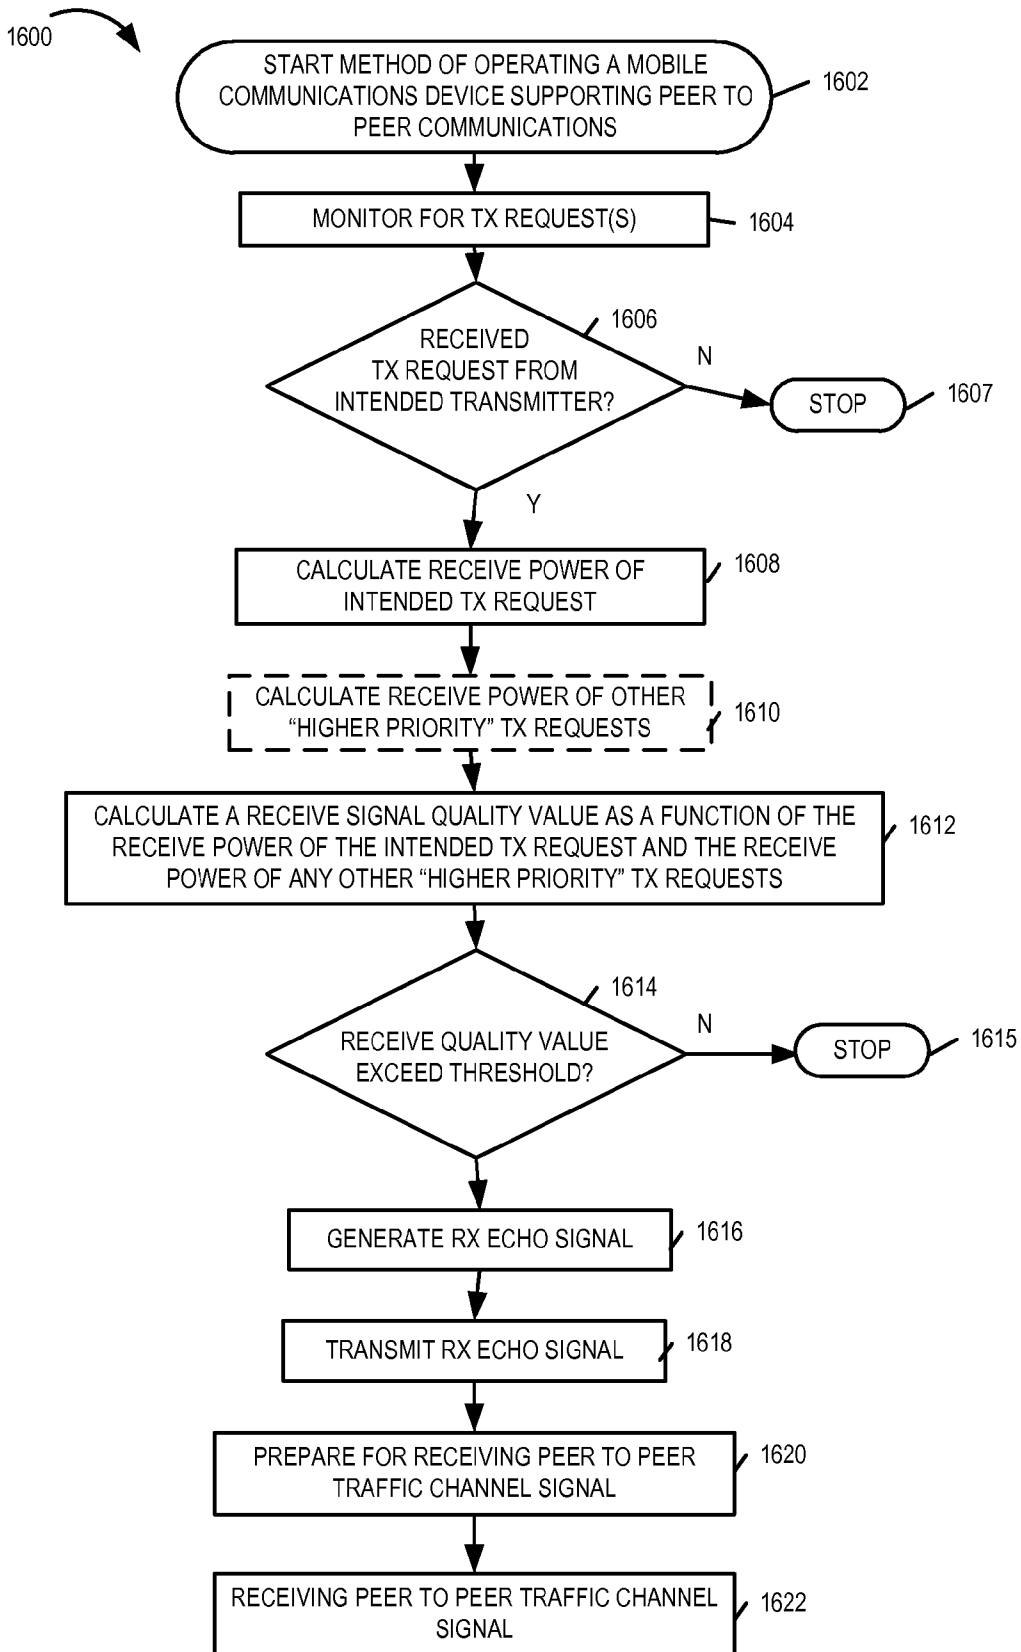 1600
START METHOD OF OPERATING A MOBILE
COMMUNICATIONS DEVICE SUPPORTING PEER TO
PEER COMMUNICATIONS
1602
MONITOR FOR TX REQUEST(S)
1604
RECEIVED
TX REQUEST FROM
INTENDED TRANSMITTER?
1606
N
STOP
1607
Y
CALCULATE RECEIVE POWER OF
INTENDED TX REQUEST
1608
CALCULATE RECEIVE POWER OF OTHER
“HIGHER PRIORITY” TX REQUESTS
1610
CALCULATE A RECEIVE SIGNAL QUALITY VALUE AS A FUNCTION OF THE
RECEIVE POWER OF THE INTENDED TX REQUEST AND THE RECEIVE
POWER OF ANY OTHER “HIGHER PRIORITY” TX REQUESTS
1612
RECEIVE QUALITY VALUE
EXCEED THRESHOLD?
1614
N
STOP
1615
GENERATE RX ECHO SIGNAL
1616
TRANSMIT RX ECHO SIGNAL
1618
PREPARE FOR RECEIVING PEER TO PEER
TRAFFIC CHANNEL SIGNAL
1620
RECEIVING PEER TO PEER TRAFFIC CHANNEL
SIGNAL
1622